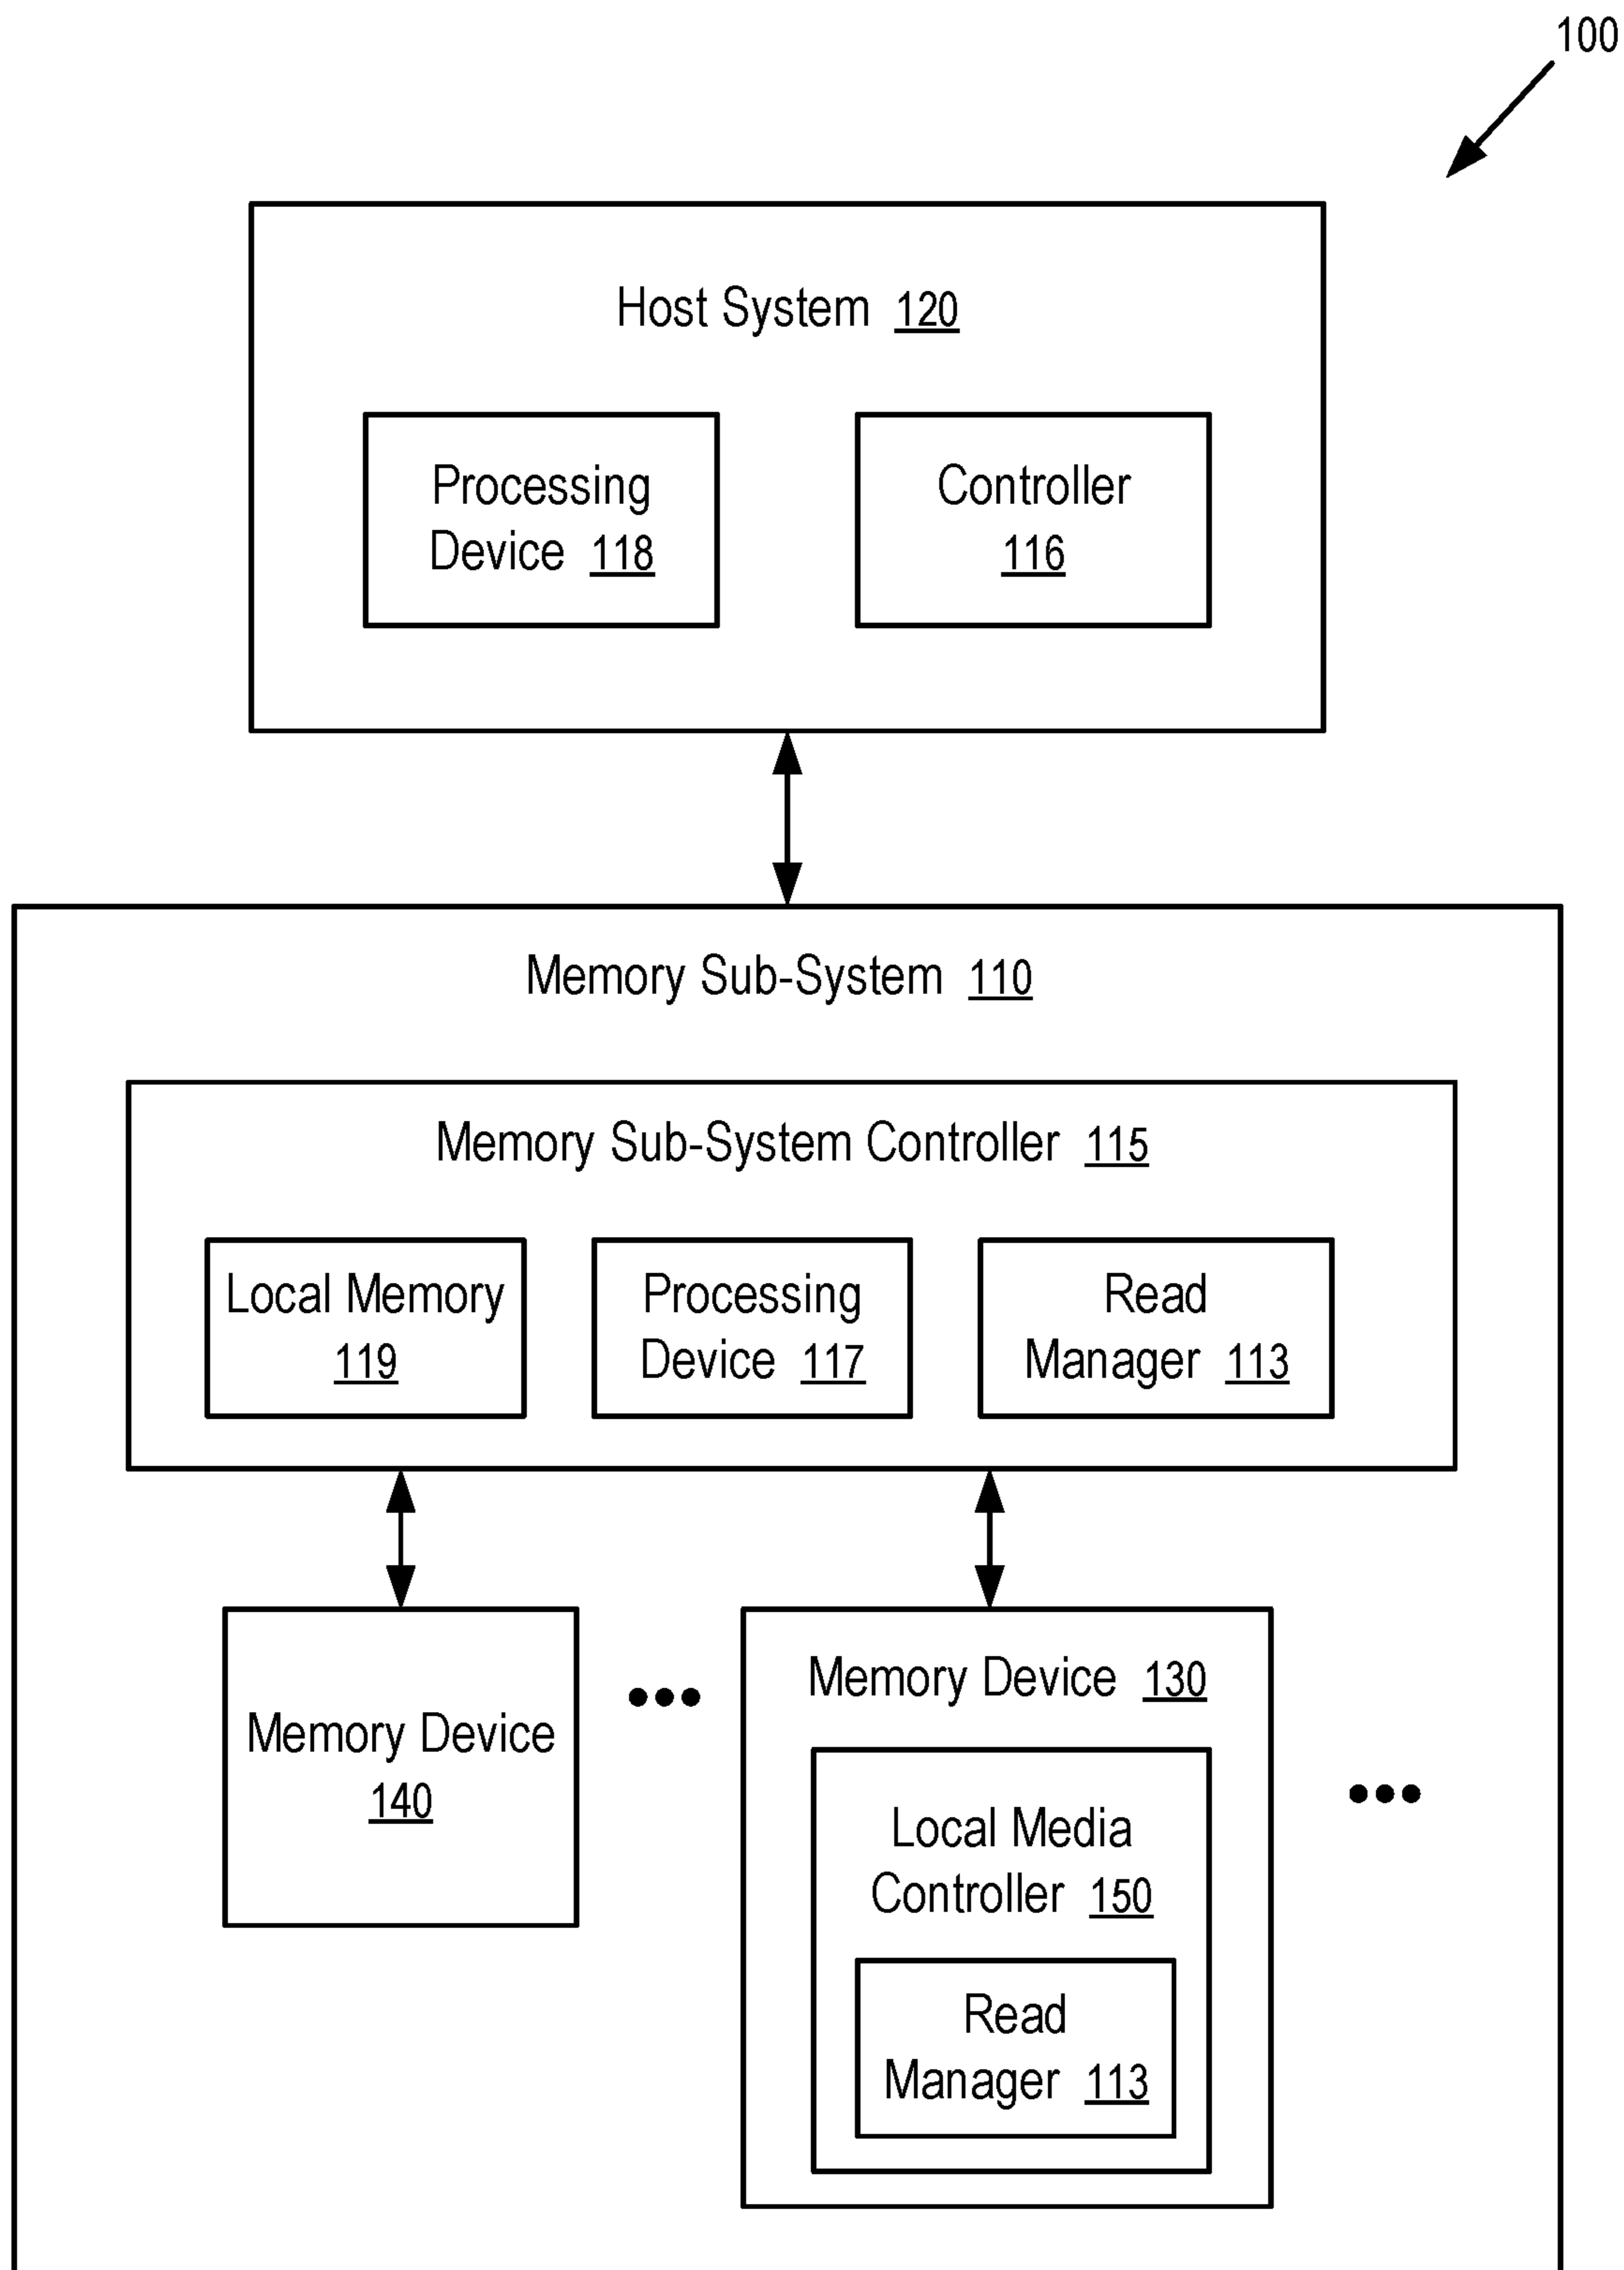 100
Host System 120
Processing
Device 118
Controller
116
Memory Sub-System 110
Memory Sub-System Controller 115
Local Memory
119
Processing
Device 117
Read
Manager 113
Memory Device
140
Memory Device 130
Local Media
Controller 150
Read
Manager 113